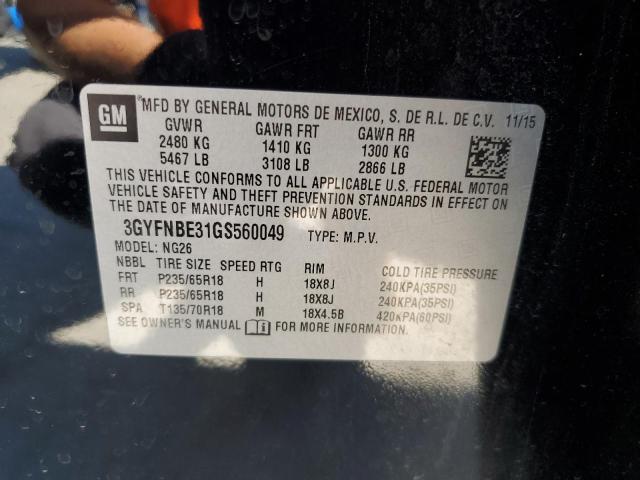 GM
MFD BY GENERAL MOTORS DE MEXICO, S. DE R.L. DE C.V. 11/15
GVWR GAWR FRT GAWR RR
2480 KG 1410 KG 1300 KG
5467 LB 3108 LB 2866 LB
THIS VEHICLE CONFORMS TO ALL APPLICABLE U.S. FEDERAL MOTOR
VEHICLE SAFETY AND THEFT PREVENTION STANDARDS IN EFFECT ON
THE DATE OF MANUFACTURE SHOWN ABOVE.
3GYFNBE31GS560049 TYPE: M.P.V.
MODEL: NG26
NBBL TIRE SIZE SPEED RTG RIM COLD TIRE PRESSURE
FRT P235/65R18 H 18X8J 240KPA(35PSI)
RR P235/65R18 H 18X8J 240KPA(35PSI)
SPA T135/70R18 M 18X4.5B 420KPA(60PSI)
SEE OWNER'S MANUAL FOR MORE INFORMATION